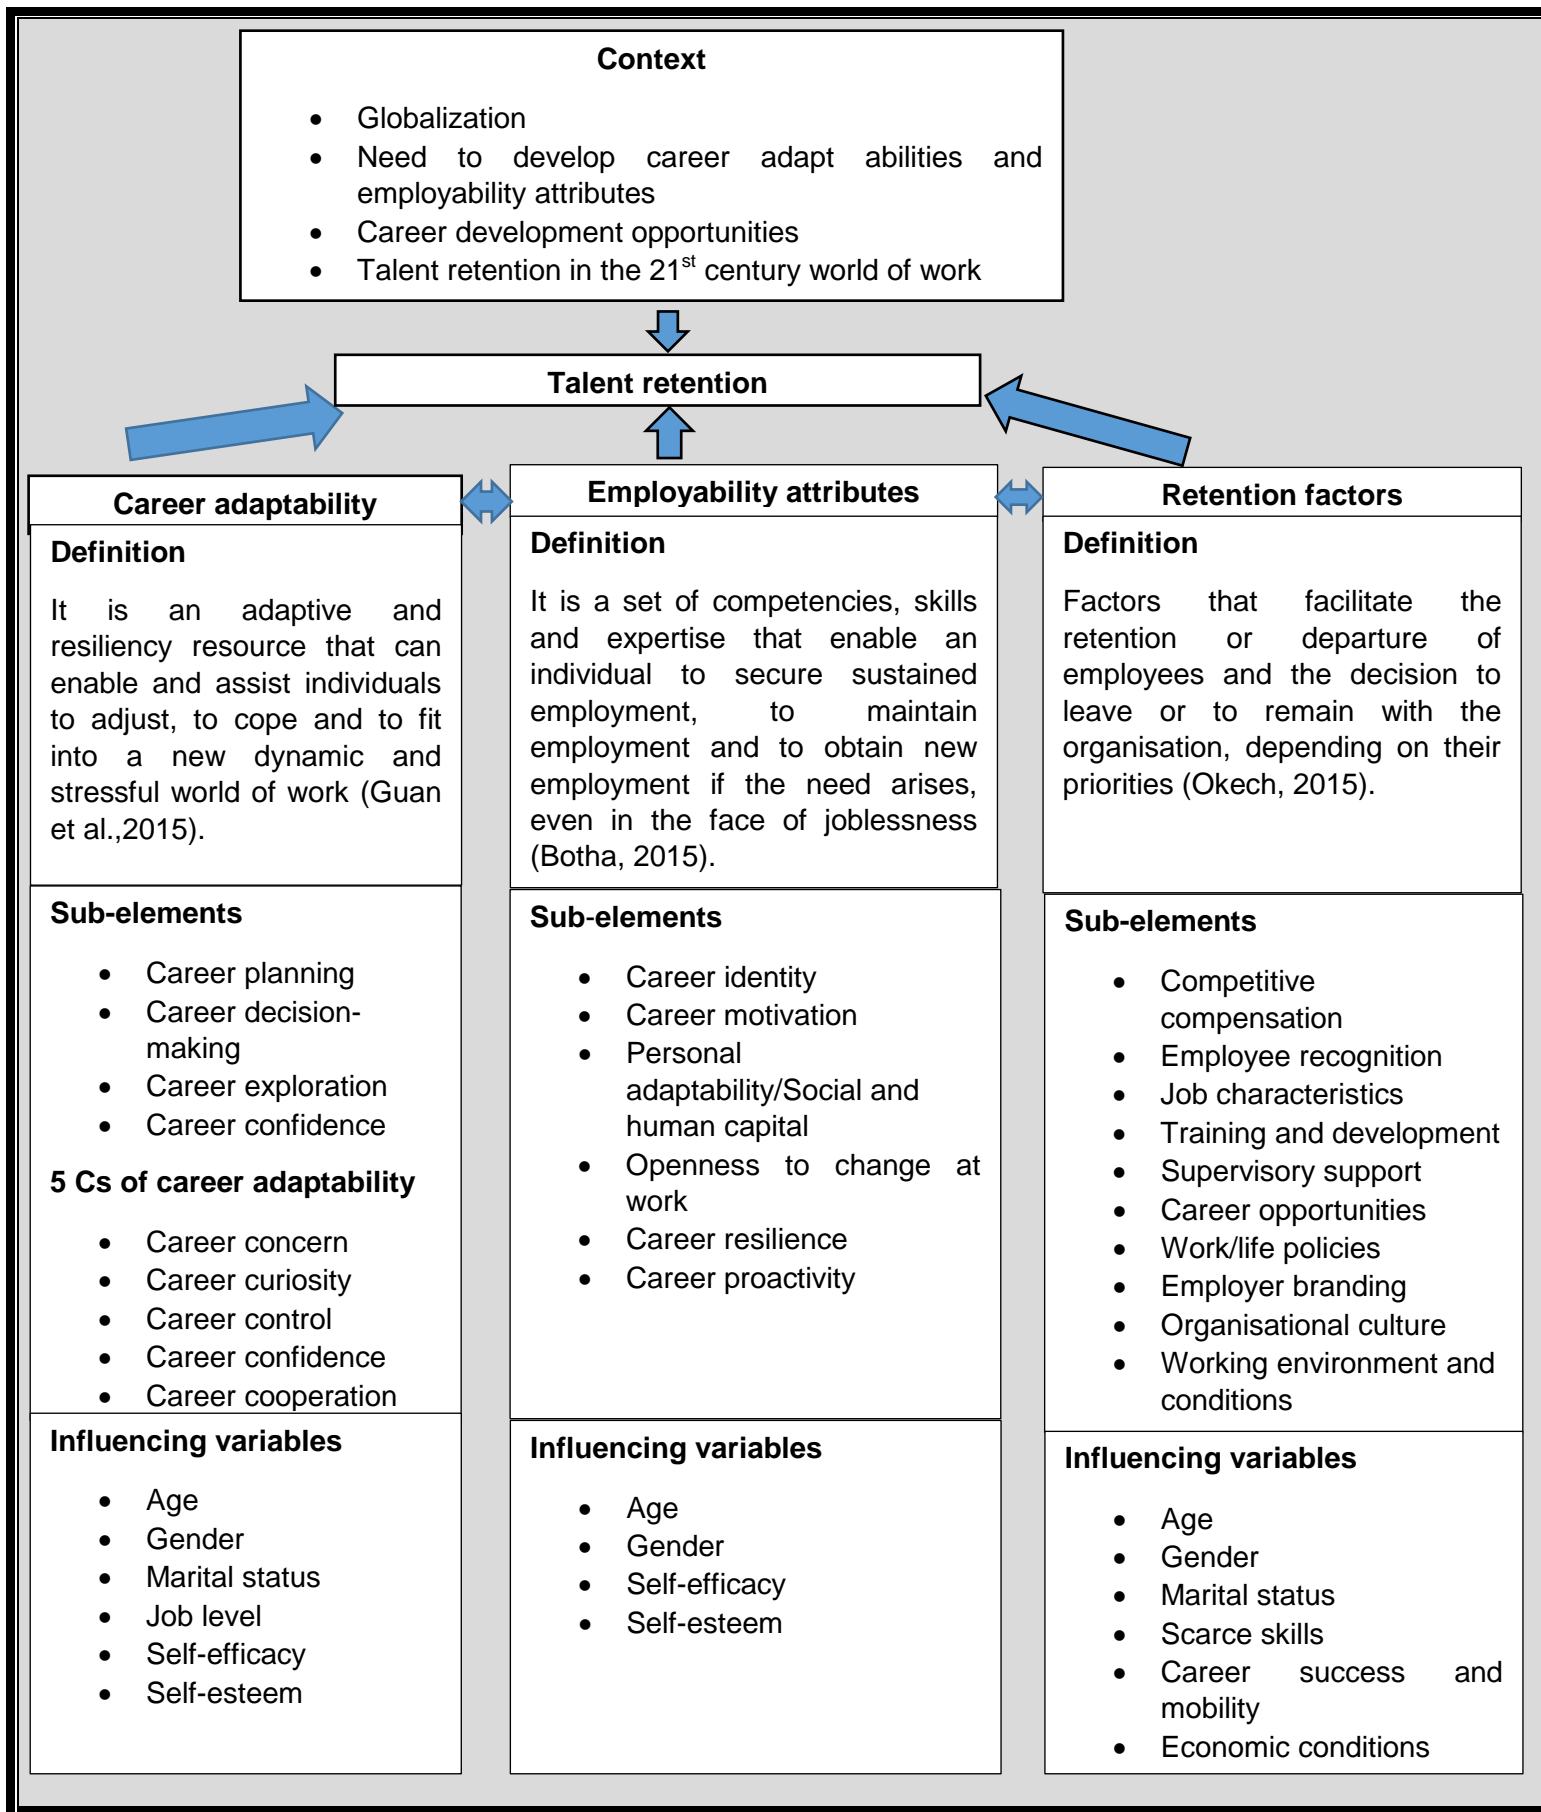 Context
• Globalization
• Need to develop career adapt abilities and
employability attributes
• Career development opportunities
• Talent retention in the 21st century world of work
Talent retention
Career adaptability
Definition
It is an adaptive and
resiliency resource that can
enable and assist individuals
to adjust, to cope and to fit
into a new dynamic and
stressful world of work (Guan
et al.,2015).
Sub-elements
• Career planning
• Career decision-
making
• Career exploration
• Career confidence
5 Cs of career adaptability
• Career concern
• Career curiosity
• Career control
• Career confidence
• Career cooperation
Influencing variables
• Age
• Gender
• Marital status
• Job level
• Self-efficacy
• Self-esteem
Employability attributes
Definition
It is a set of competencies, skills
and expertise that enable an
individual to secure sustained
employment, to maintain
employment and to obtain new
employment if the need arises,
even in the face of joblessness
(Botha, 2015).
Sub-elements
• Career identity
• Career motivation
• Personal
adaptability/Social and
human capital
• Openness to change at
work
• Career resilience
• Career proactivity
Influencing variables
• Age
• Gender
• Self-efficacy
• Self-esteem
Retention factors
Definition
Factors that facilitate the
retention or departure of
employees and the decision to
leave or to remain with the
organisation, depending on their
priorities (Okech, 2015).
Sub-elements
• Competitive
compensation
• Employee recognition
• Job characteristics
• Training and development
• Supervisory support
• Career opportunities
• Work/life policies
• Employer branding
• Organisational culture
• Working environment and
conditions
Influencing variables
• Age
• Gender
• Marital status
• Scarce skills
• Career success and
mobility
• Economic conditions